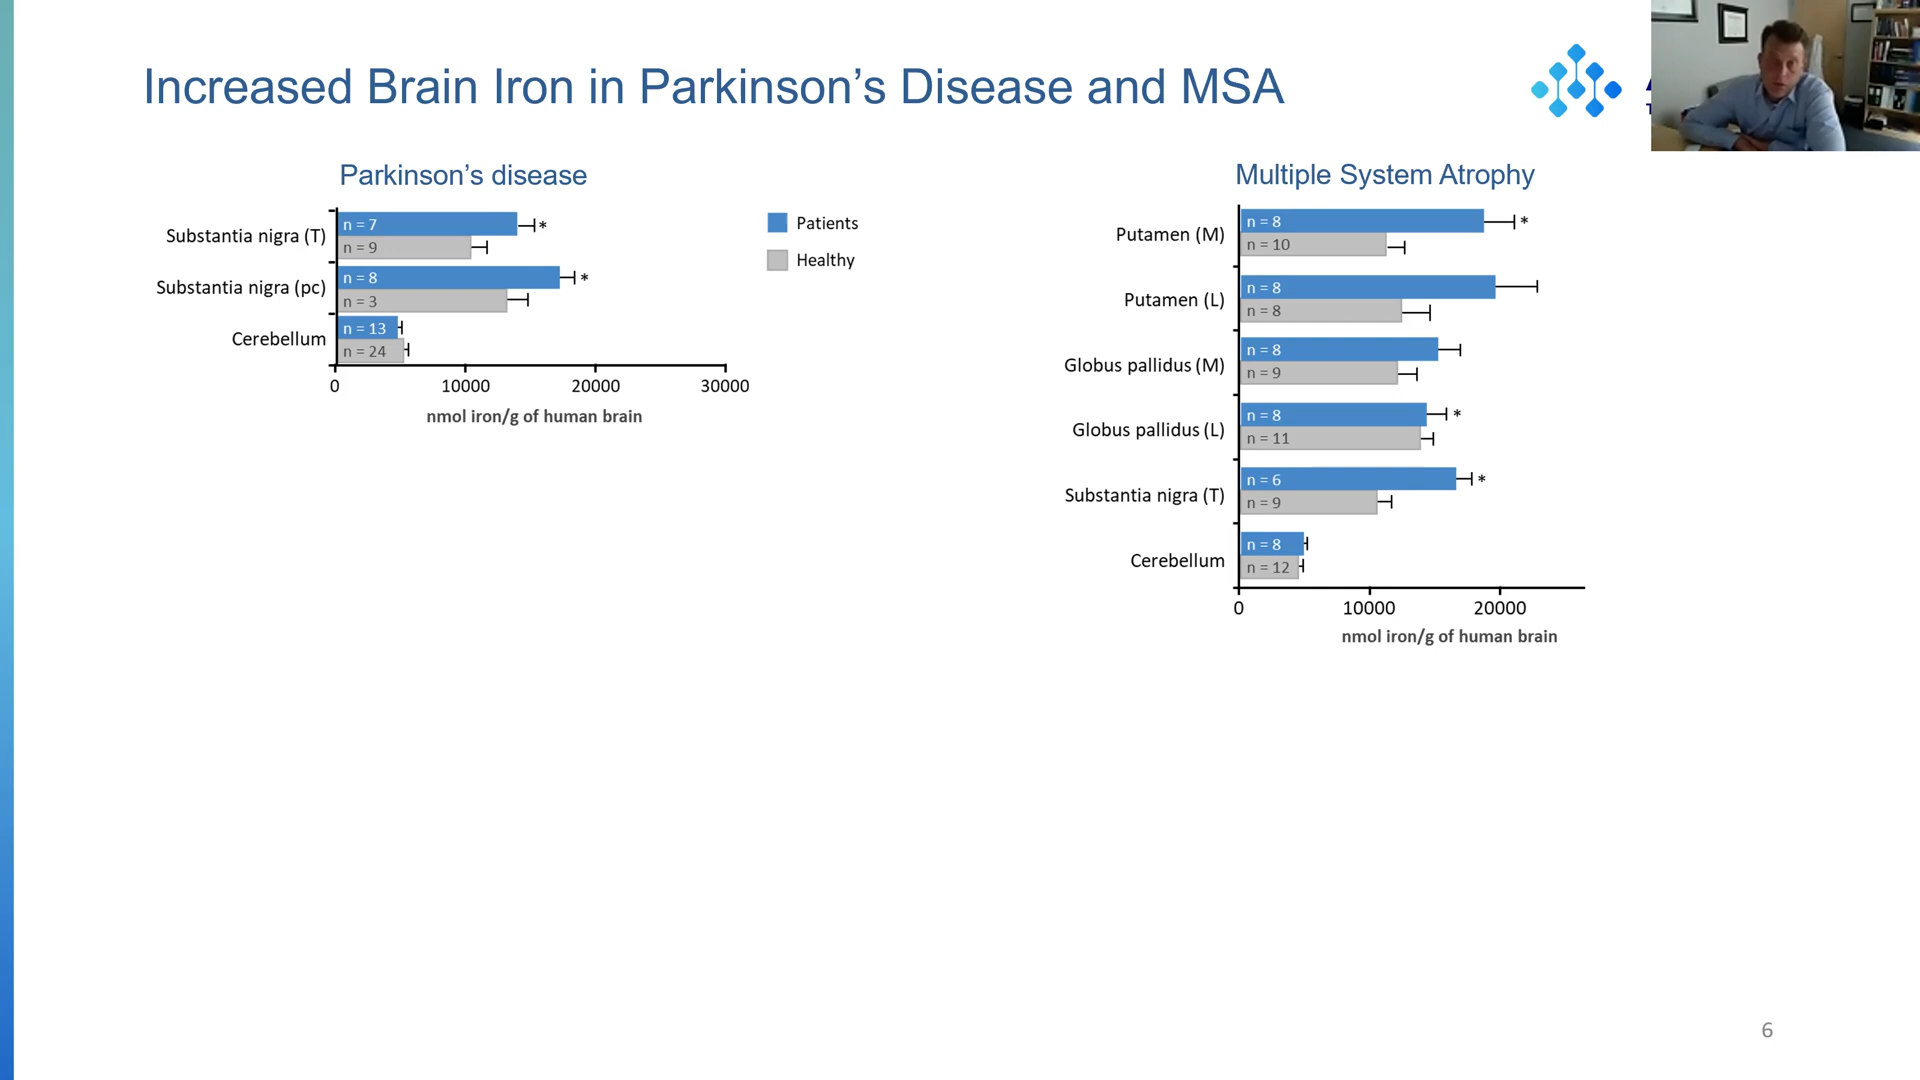 Increased Brain Iron in Parkinson's Disease and MSA
Parkinson's disease
Substantia nigra (T)
n = 7
*
n = 9
Substantia nigra (pc)
n = 8
*
n = 3
Cerebellum
n = 13
n = 24
0
10000
20000
30000
nmol iron/g of human brain
Patients
Healthy
Multiple System Atrophy
Putamen (M)
n = 8
*
n = 10
Putamen (L)
n = 8
n = 8
Globus pallidus (M)
n = 8
n = 9
Globus pallidus (L)
n = 8
*
n = 11
Substantia nigra (T)
n = 6
*
n = 9
Cerebellum
n = 8
n = 12
0
10000
20000
nmol iron/g of human brain
6